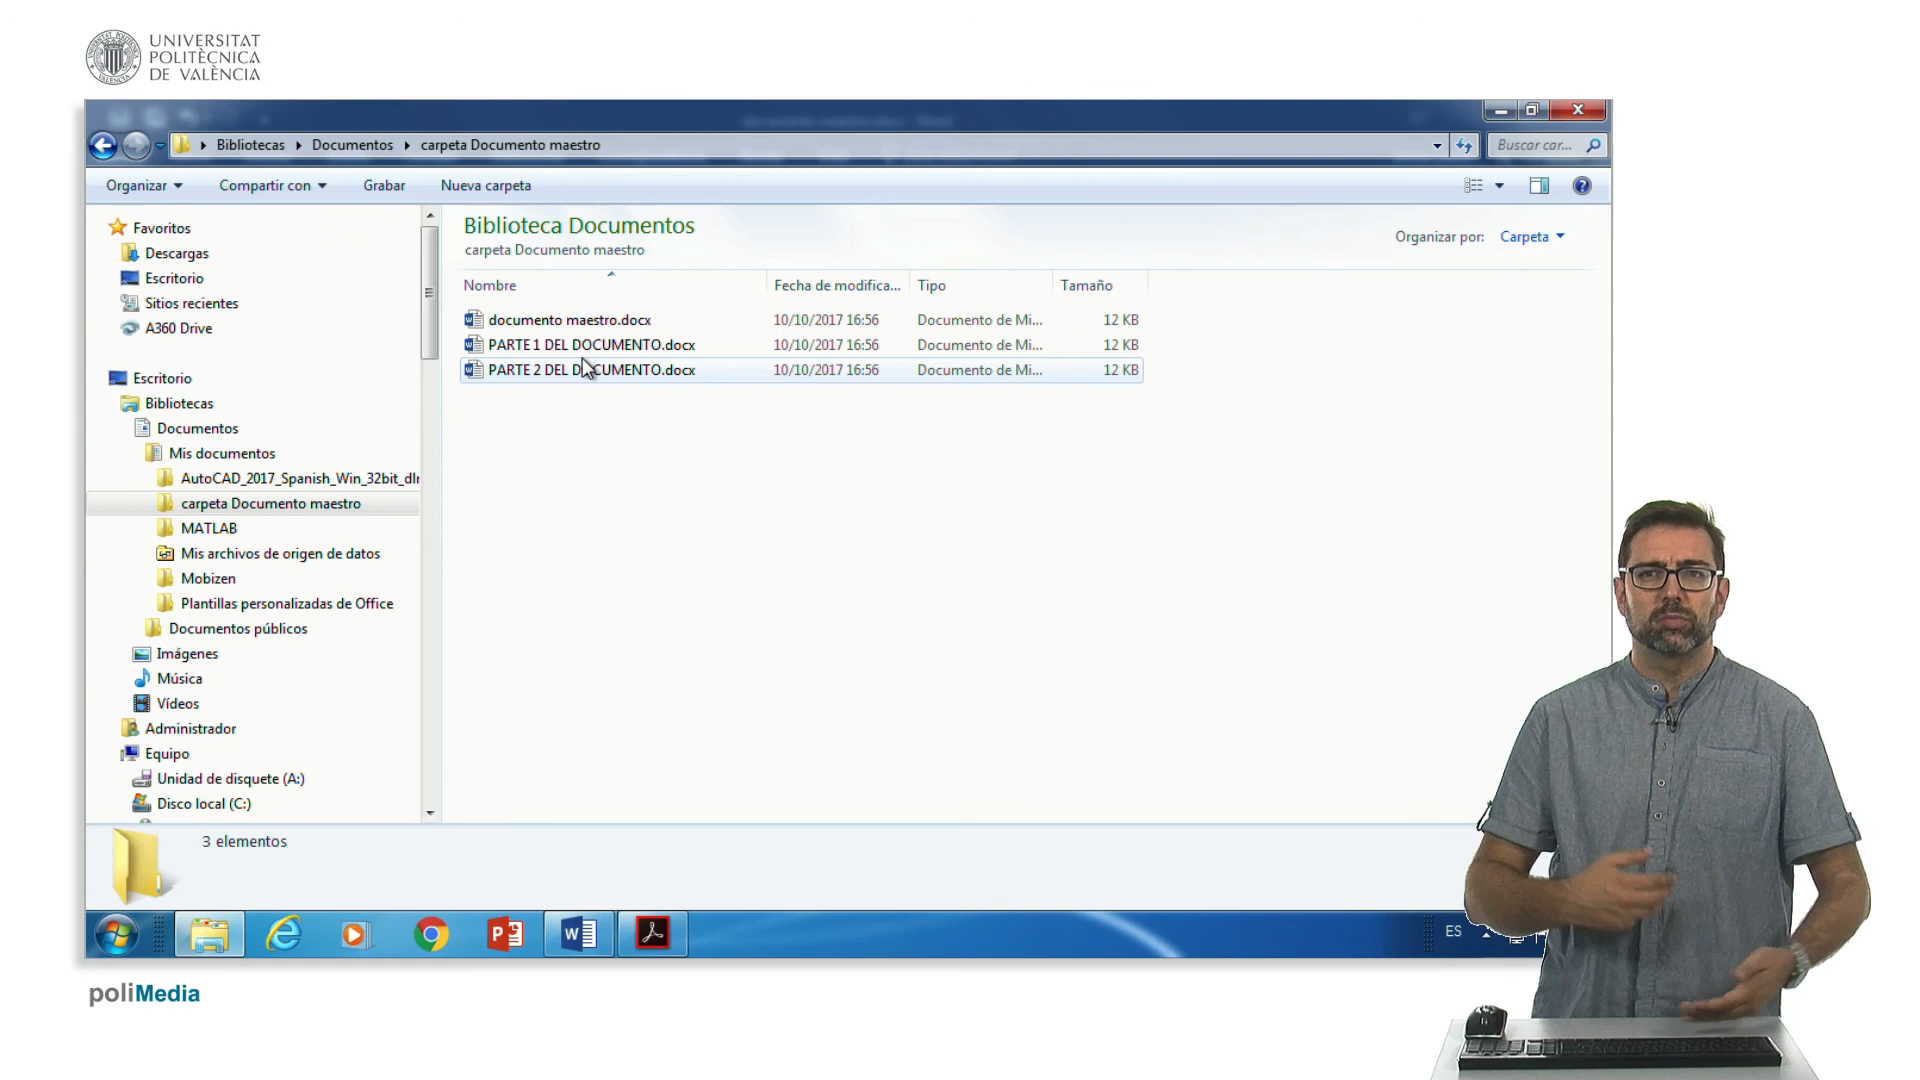 UNIVERSITAT
POLITÈCNICA
DE VALÈNCIA
Bibliotecas Documentos carpeta Documento maestro
Buscar car...
Organizar Compartir con Grabar Nueva carpeta
Favoritos
Descargas
Escritorio
Sitios recientes
A360 Drive
Escritorio
Bibliotecas
Documentos
Mis documentos
AutoCAD_2017_Spanish_Win_32bit_dlm
carpeta Documento maestro
MATLAB
Mis archivos de origen de datos
Mobizen
Plantillas personalizadas de Office
Documentos públicos
Imágenes
Música
Vídeos
Administrador
Equipo
Unidad de disquete (A:)
Disco local (C:)
Biblioteca Documentos
carpeta Documento maestro
Organizar por: Carpeta
Nombre Fecha de modifica... Tipo Tamaño
documento maestro.docx 10/10/2017 16:56 Documento de Mi... 12 KB
PARTE 1 DEL DOCUMENTO.docx 10/10/2017 16:56 Documento de Mi... 12 KB
PARTE 2 DEL DOCUMENTO.docx 10/10/2017 16:56 Documento de Mi... 12 KB
3 elementos
ES
poliMedia